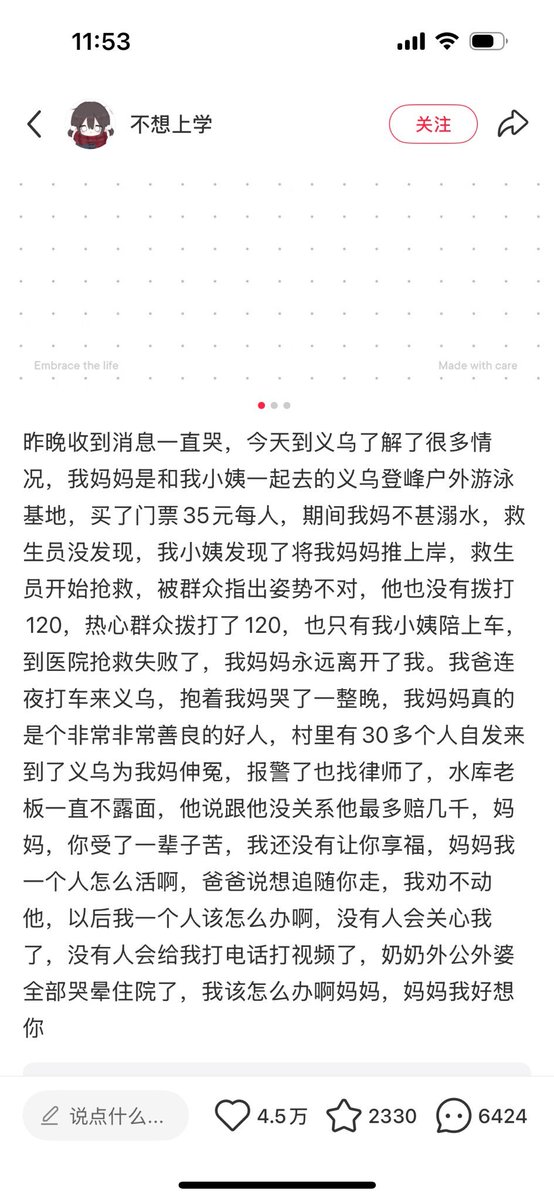 11:53
不想上学
关注
Embrace the life
Made with care
昨晚收到消息一直哭，今天到义乌了解了很多情
况，我妈妈是和我小姨一起去的义乌登峰户外游泳
基地，买了门票35元每人，期间我妈不甚溺水，救
生员没发现，我小姨发现了将我妈妈推上岸，救生
员开始抢救，被群众指出姿势不对，他也没有拨打
120，热心群众拨打了120，也只有我小姨陪上车，
到医院抢救失败了，我妈妈永远离开了我。我爸连
夜打车来义乌，抱着我妈哭了一整晚，我妈妈真的
是个非常非常善良的好人，村里有30多个人自发来
到了义乌为我妈伸冤，报警了也找律师了，水库老
板一直不露面，他说跟他没关系他最多赔几千，妈
妈，你受了一辈子苦，我还没有让你享福，妈妈我
一个人怎么活啊，爸爸说想追随你走，我劝不动
他，以后我一个人该怎么办啊，没有人会关心我
了，没有人会给我打电话打视频了，奶奶外公外婆
全部哭晕住院了，我该怎么办啊妈妈，妈妈我好想
你
说点什么...
4.5万
2330
6424